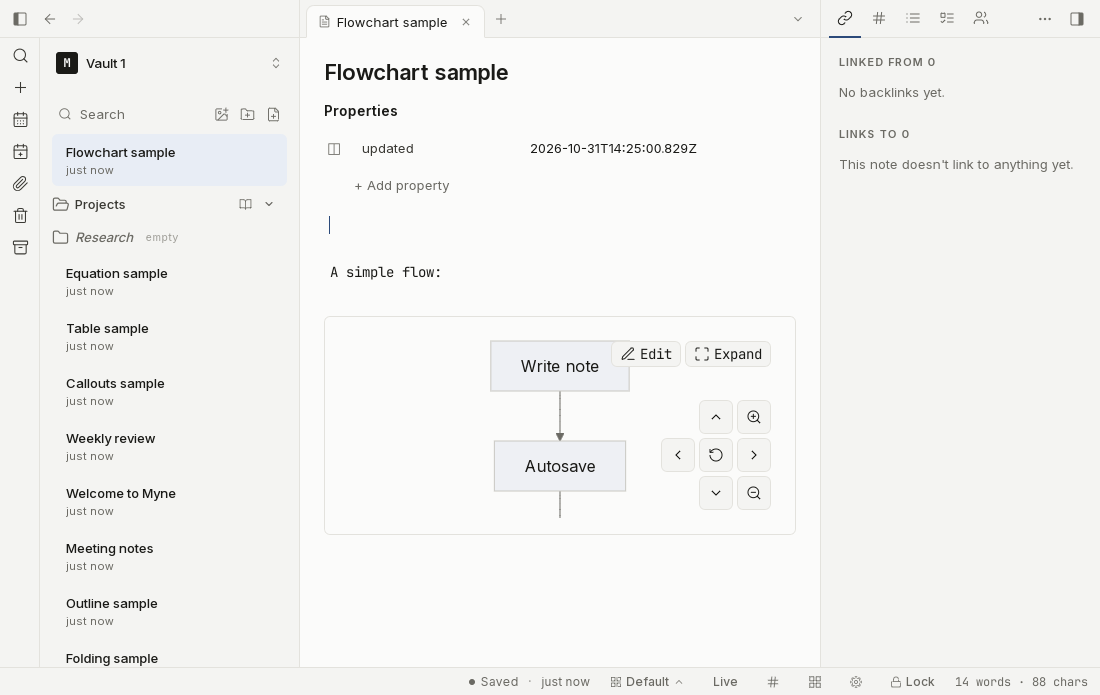 Flowchart sample
M Vault 1
Search
Flowchart sample
just now
Projects
Research empty
Equation sample
just now
Table sample
just now
Callouts sample
just now
Weekly review
just now
Welcome to Myne
just now
Meeting notes
just now
Outline sample
just now
Folding sample
Flowchart sample
Properties
updated 2026-10-31T14:25:00.829Z
+ Add property
A simple flow:
Write note
Edit Expand
Autosave
LINKED FROM 0
No backlinks yet.
LINKS TO 0
This note doesn't link to anything yet.
Saved · just now Default Live Lock 14 words · 88 chars